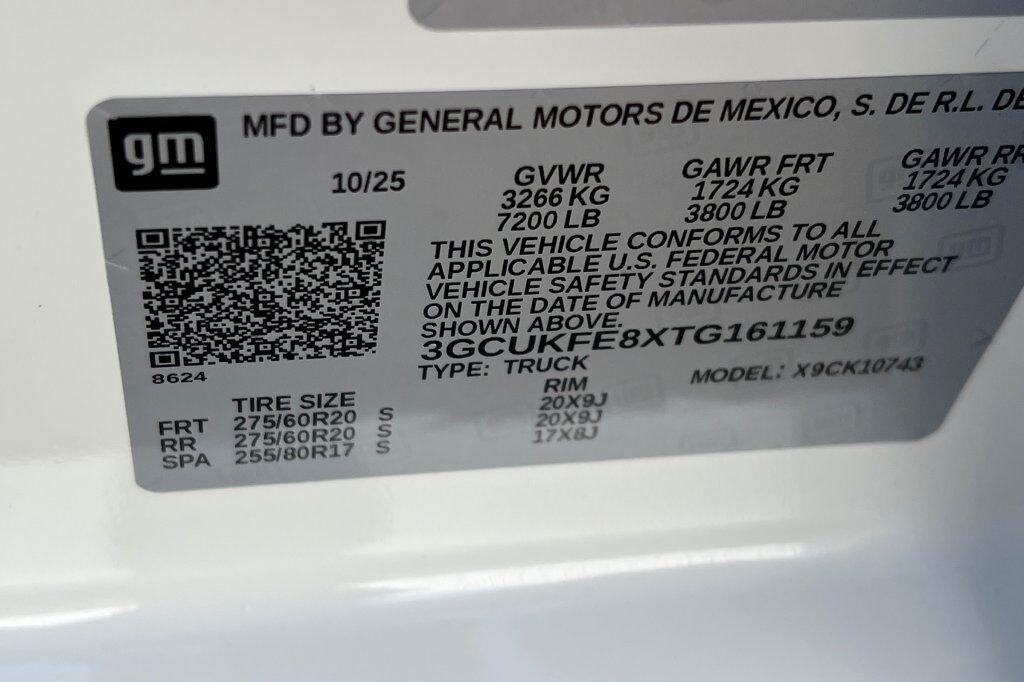 gm
MFD BY GENERAL MOTORS DE MEXICO, S. DE R.L. DE
10/25
GVWR
3266 KG
7200 LB
GAWR FRT
1724 KG
3800 LB
GAWR RR
1724 KG
3800 LB
THIS VEHICLE CONFORMS TO ALL
APPLICABLE U.S. FEDERAL MOTOR
VEHICLE SAFETY STANDARDS IN EFFECT
ON THE DATE OF MANUFACTURE
SHOWN ABOVE.
3GCUKFE8XTG161159
TYPE: TRUCK
MODEL: X9CK10743
8624
TIRE SIZE RIM
FRT 275/60R20 S 20X9J
RR 275/60R20 S 20X9J
SPA 255/80R17 S 17X8J